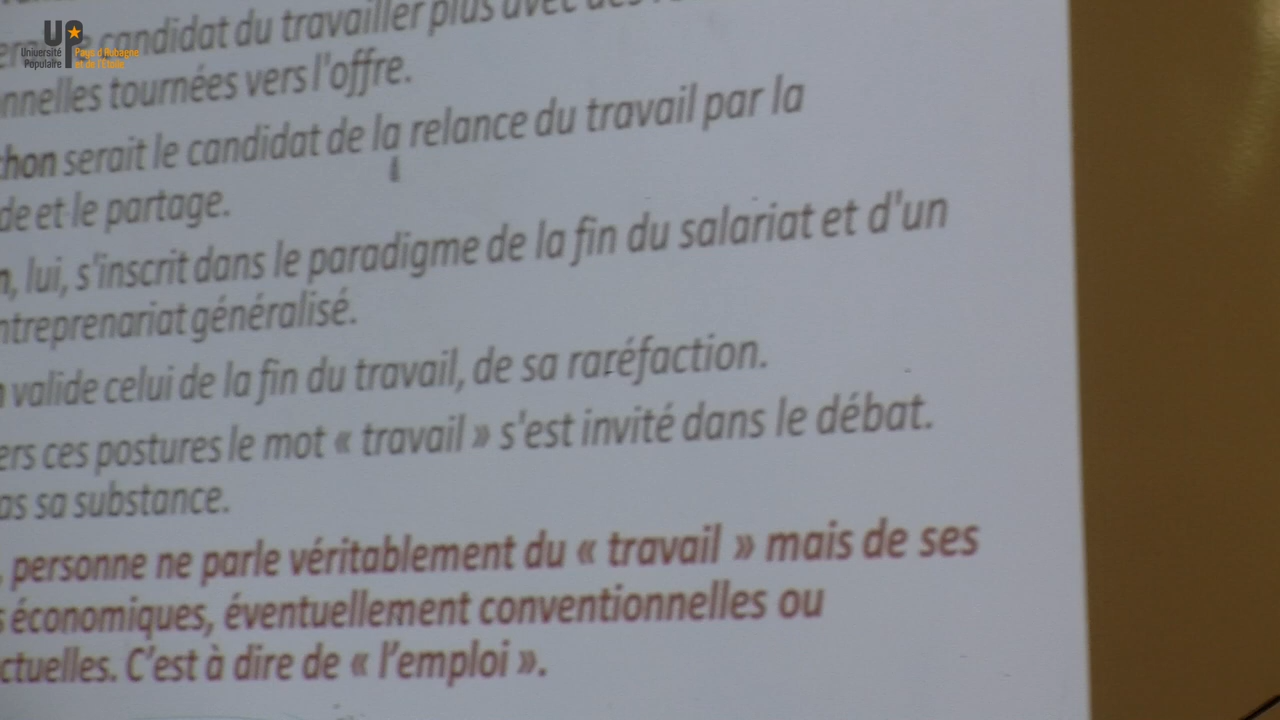 UP
Université
Populaire
Pays d'Aubagne
et de l'Etoile
candidat du travailler plus avec
nnelles tournées vers l'offre.
chon serait le candidat de la relance du travail par la
de et le partage.
n, lui, s'inscrit dans le paradigme de la fin du salariat et d'un
ntreprenariat généralisé.
n valide celui de la fin du travail, de sa raréfaction.
ers ces postures le mot « travail » s'est invité dans le débat.
as sa substance.
, personne ne parle véritablement du « travail » mais de ses
s économiques, éventuellement conventionnelles ou
ctuelles. C'est à dire de « l'emploi ».